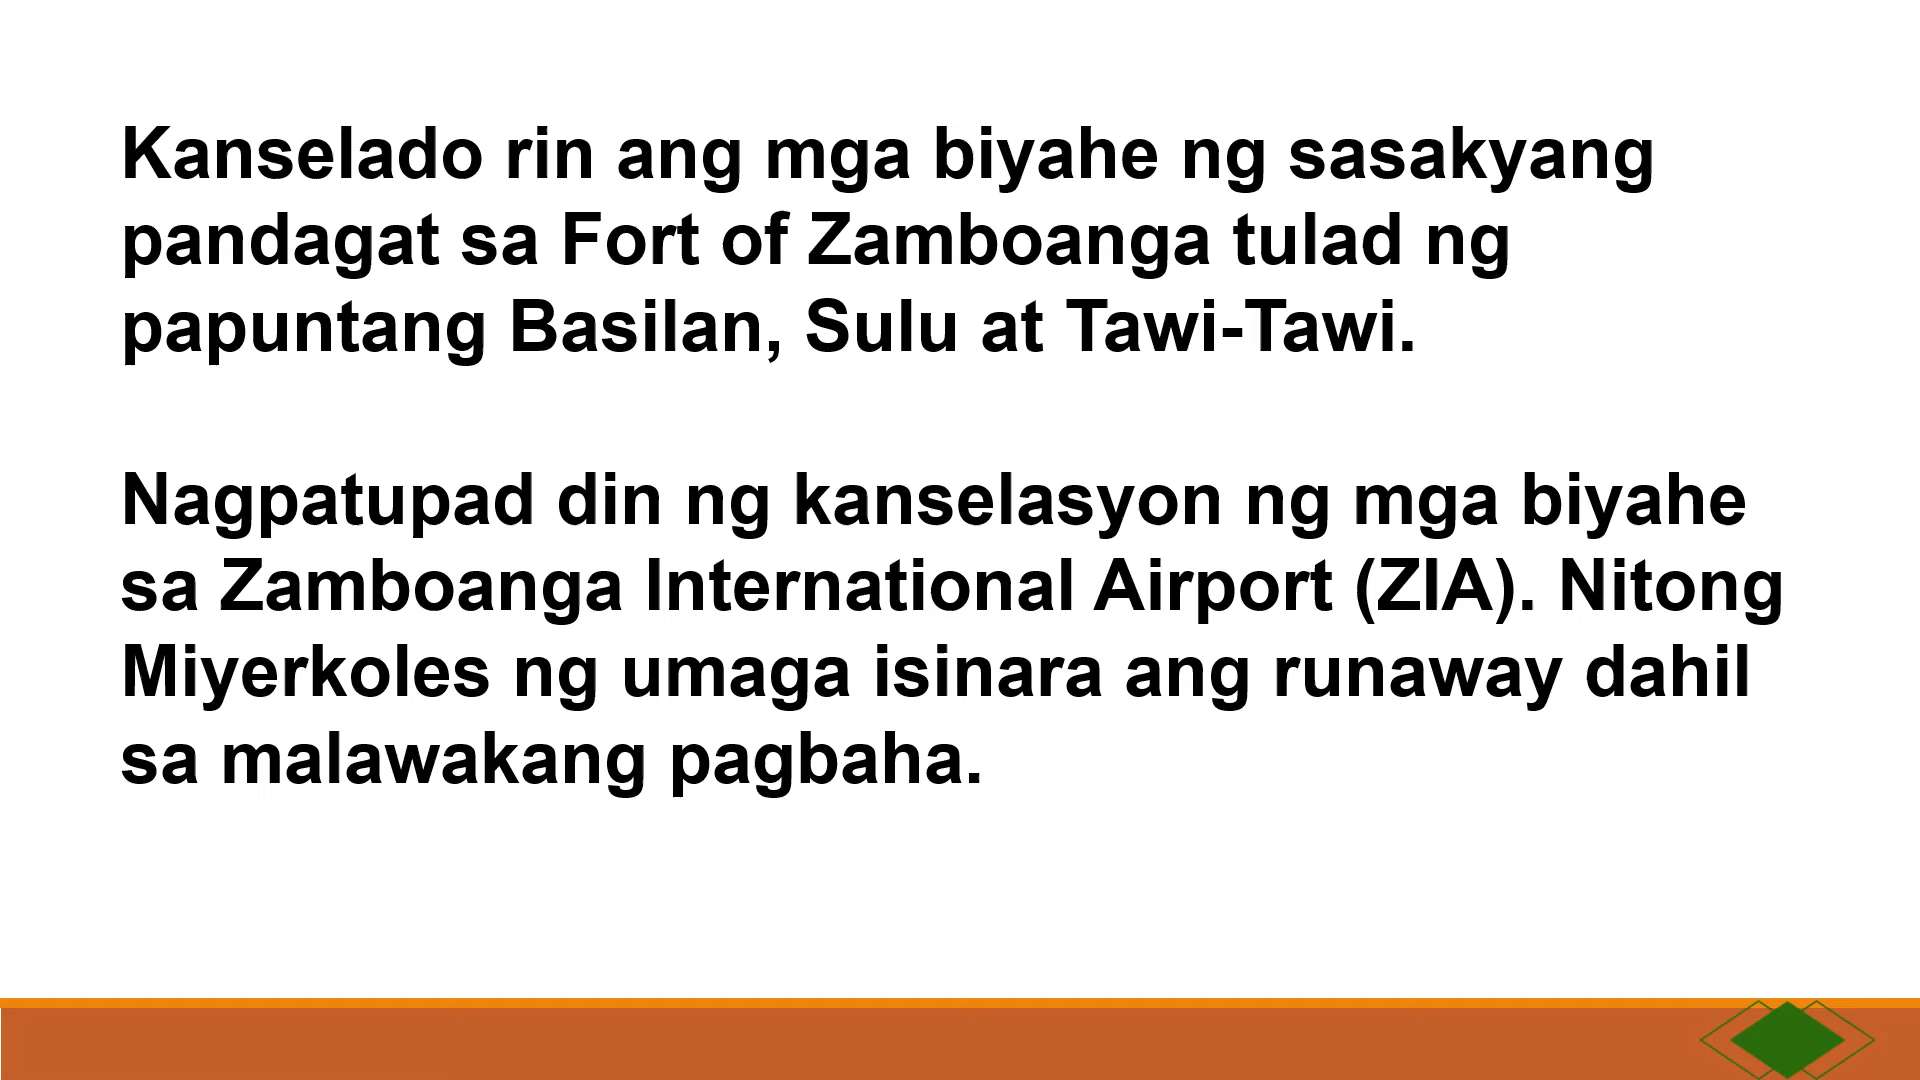 Kanselado rin ang mga biyahe ng sasakyang
pandagat sa Fort of Zamboanga tulad ng
papuntang Basilan, Sulu at Tawi-Tawi.
Nagpatupad din ng kanselasyon ng mga biyahe
sa Zamboanga International Airport (ZIA). Nitong
Miyerkoles ng umaga isinara ang runaway dahil
sa malawakang pagbaha.